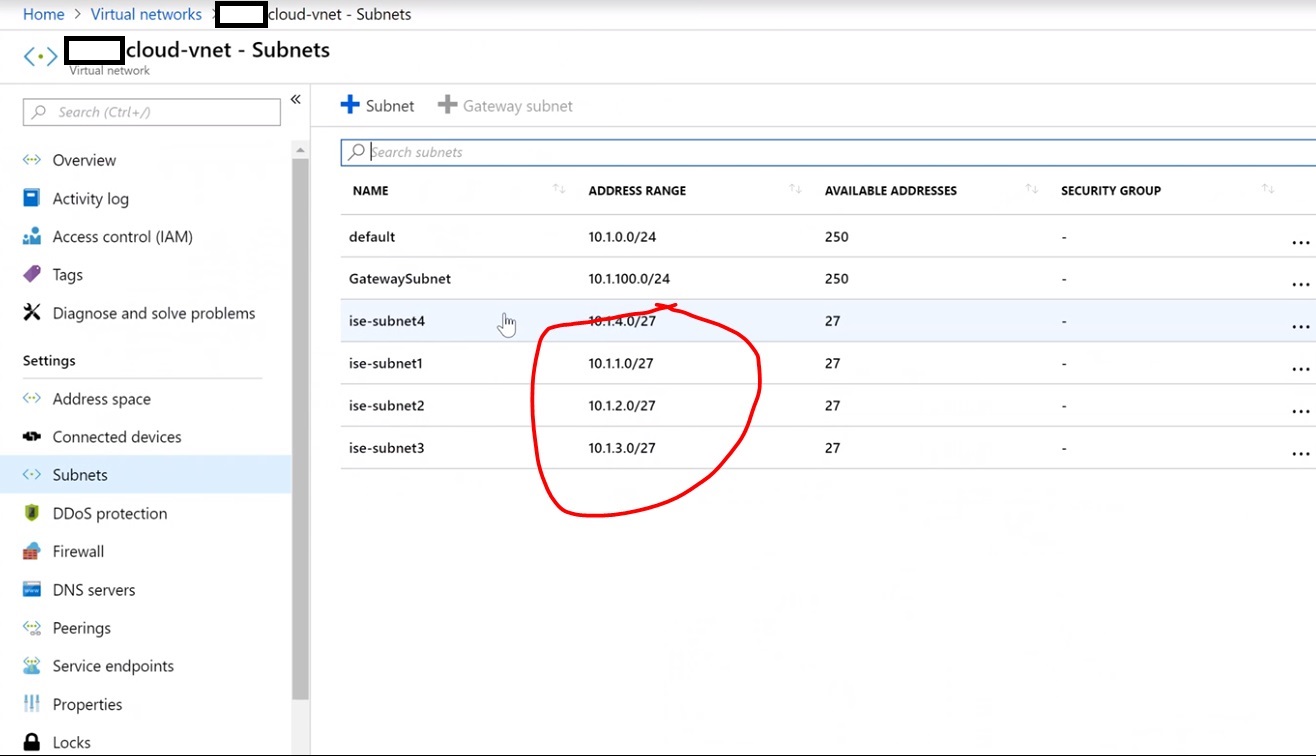 Home > Virtual networks > cloud-vnet - Subnets
cloud-vnet - Subnets
Virtual network
Search (Ctrl+/)
«
Overview
Activity log
Access control (IAM)
Tags
Diagnose and solve problems
Settings
Address space
Connected devices
Subnets
DDoS protection
Firewall
DNS servers
Peerings
Service endpoints
Properties
Locks
+ Subnet + Gateway subnet
Search subnets
NAME ADDRESS RANGE AVAILABLE ADDRESSES SECURITY GROUP
default 10.1.0.0/24 250 - ...
GatewaySubnet 10.1.100.0/24 250 - ...
ise-subnet4 10.1.4.0/27 27 - ...
ise-subnet1 10.1.1.0/27 27 - ...
ise-subnet2 10.1.2.0/27 27 - ...
ise-subnet3 10.1.3.0/27 27 - ...